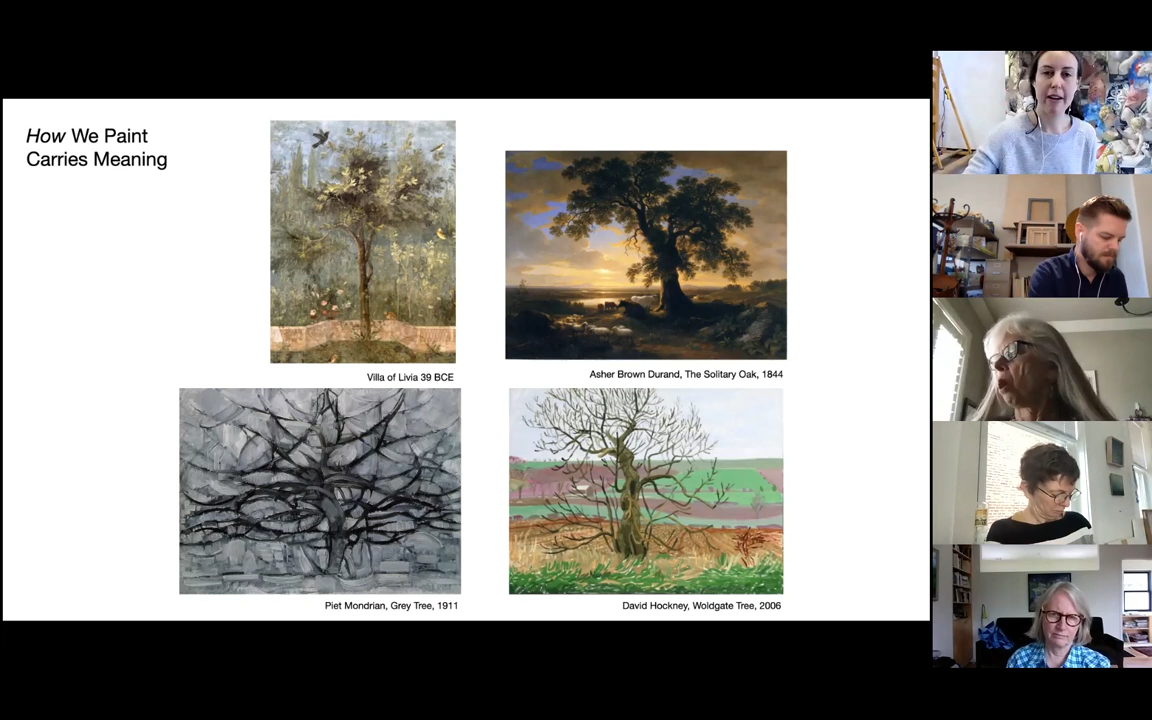 How We Paint
Carries Meaning
Villa of Livia 39 BCE
Asher Brown Durand, The Solitary Oak, 1844
Piet Mondrian, Grey Tree, 1911
David Hockney, Woldgate Tree, 2006